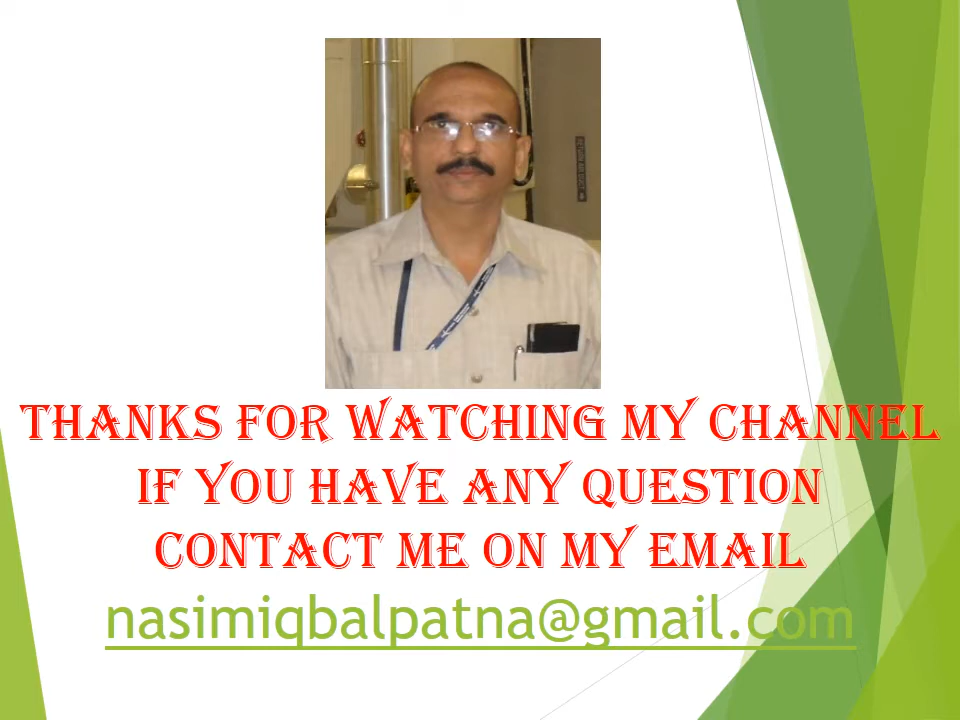 THANKS FOR WATCHING MY CHANNEL
IF YOU HAVE ANY QUESTION
CONTACT ME ON MY EMAIL
nasimiqbalpatna@gmail.com